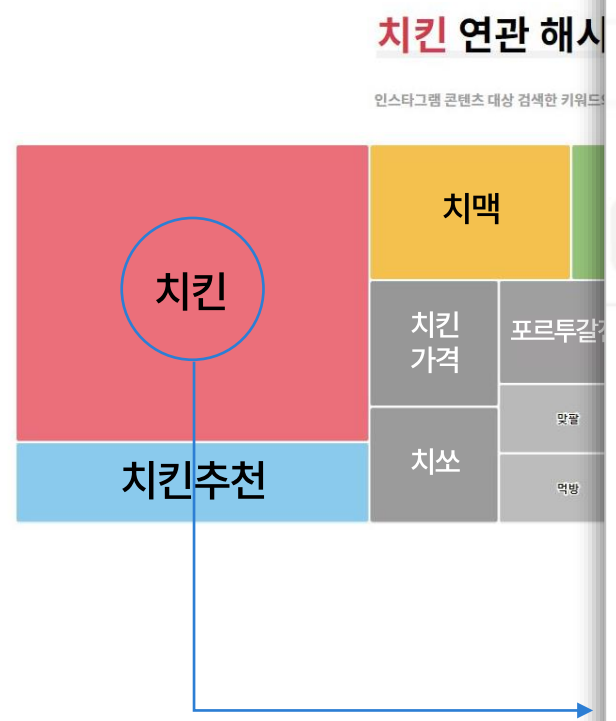 치킨 연관 해시
인스타그램 콘텐츠 대상 검색한 키워드
치맥
치킨
치킨
가격
포르투갈
맞팔
치쏘
치킨추천
먹방